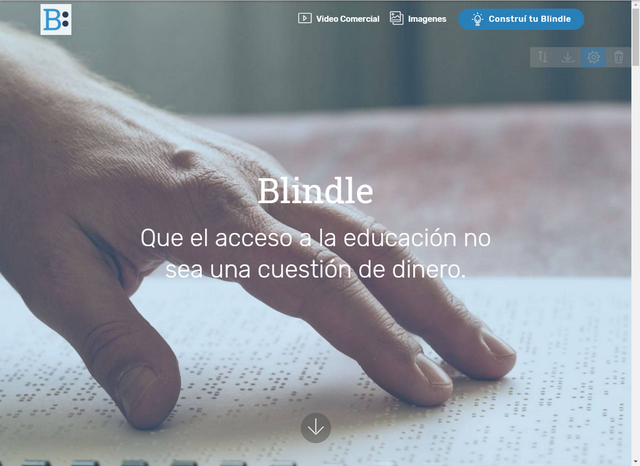 B:
Video Comercial
Imagenes
Construí tu Blindle
Blindle
Que el acceso a la educación no
sea una cuestión de dinero.